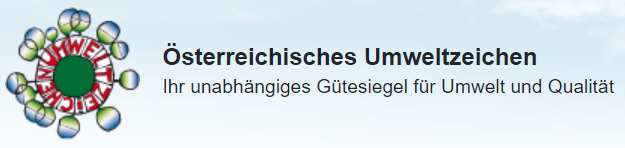 UMWELTZEICHEN
Österreichisches Umweltzeichen
Ihr unabhängiges Gütesiegel für Umwelt und Qualität